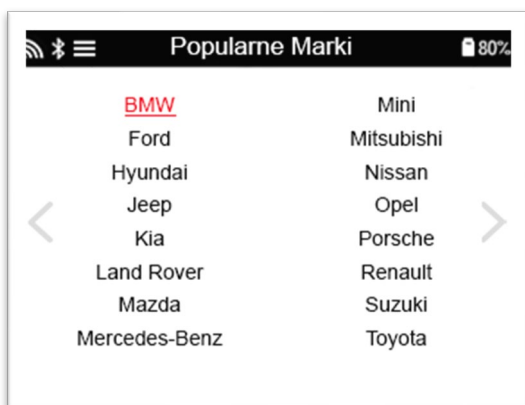 Popularne Marki 80%
BMW
Ford
Hyundai
Jeep
Kia
Land Rover
Mazda
Mercedes-Benz
Mini
Mitsubishi
Nissan
Opel
Porsche
Renault
Suzuki
Toyota